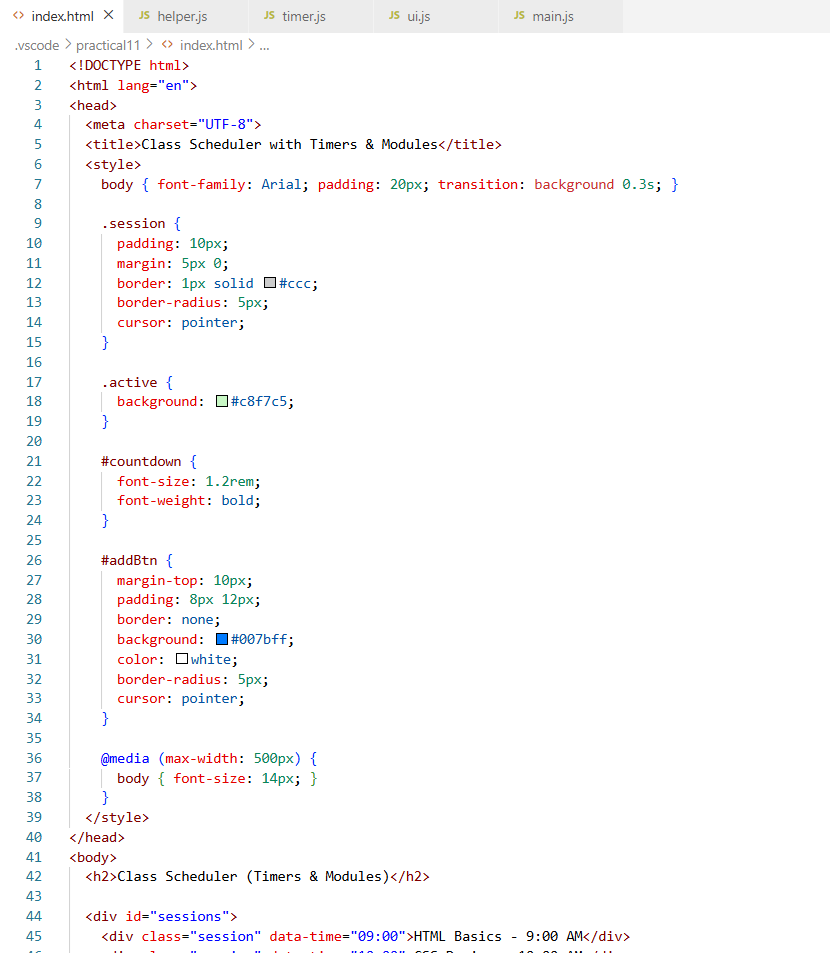 index.html × JS helper.js JS timer.js JS ui.js JS main.js
.vscode > practical11 > <> index.html > ...
1 <!DOCTYPE html>
2 <html lang="en">
3 <head>
4 <meta charset="UTF-8">
5 <title>Class Scheduler with Timers & Modules</title>
6 <style>
7 body { font-family: Arial; padding: 20px; transition: background 0.3s; }
8
9 .session {
10 padding: 10px;
11 margin: 5px 0;
12 border: 1px solid #ccc;
13 border-radius: 5px;
14 cursor: pointer;
15 }
16
17 .active {
18 background: #c8f7c5;
19 }
20
21 #countdown {
22 font-size: 1.2rem;
23 font-weight: bold;
24 }
25
26 #addBtn {
27 margin-top: 10px;
28 padding: 8px 12px;
29 border: none;
30 background: #007bff;
31 color: white;
32 border-radius: 5px;
33 cursor: pointer;
34 }
35
36 @media (max-width: 500px) {
37 body { font-size: 14px; }
38 }
39 </style>
40 </head>
41 <body>
42 <h2>Class Scheduler (Timers & Modules)</h2>
43
44 <div id="sessions">
45 <div class="session" data-time="09:00">HTML Basics - 9:00 AM</div>